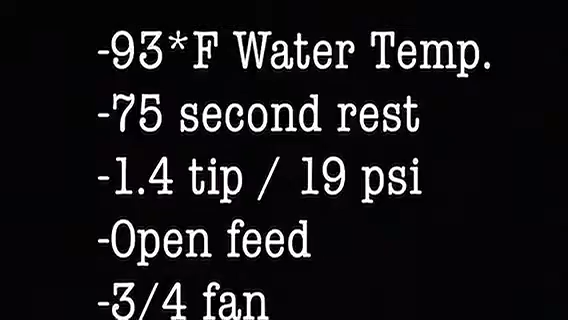 -93*F Water Temp.
-75 second rest
-1.4 tip / 19 psi
-Open feed
-3/4 fan